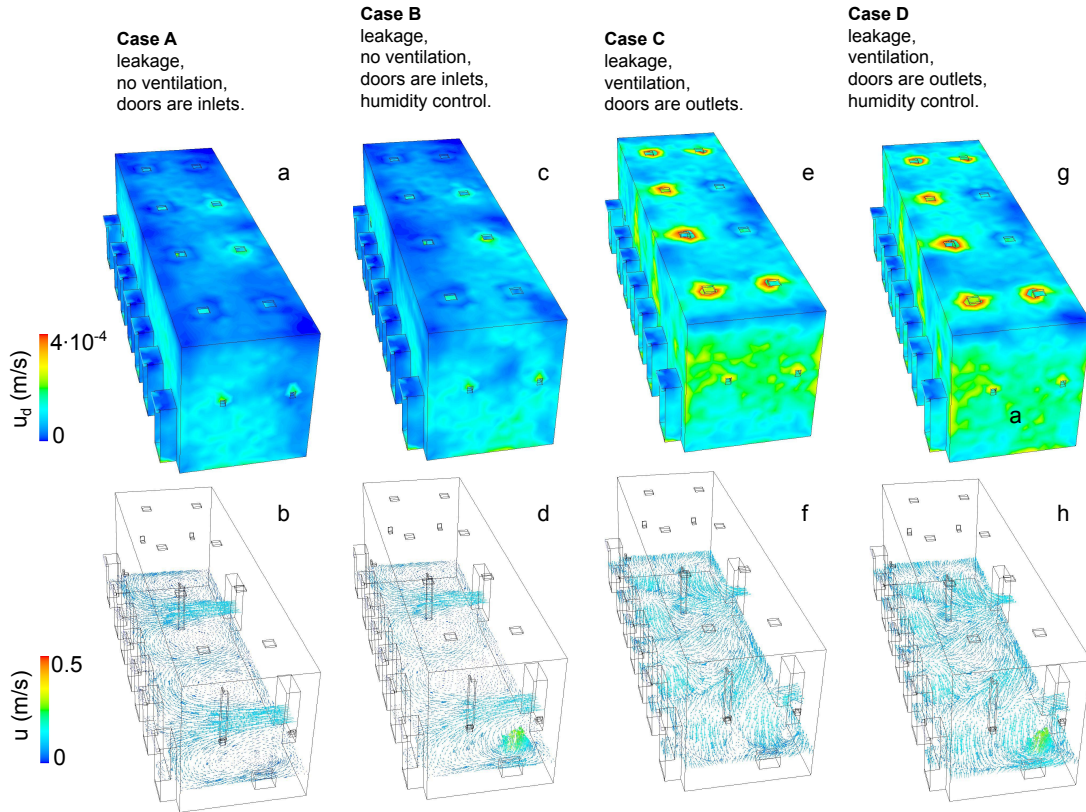 Case A
leakage,
no ventilation,
doors are inlets.
Case B
leakage,
no ventilation,
doors are inlets,
humidity control.
Case C
leakage,
ventilation,
doors are outlets.
Case D
leakage,
ventilation,
doors are outlets,
humidity control.
a
c
e
g
4·10⁻⁴
0
u_d (m/s)
a
b
d
f
h
0.5
0
u (m/s)